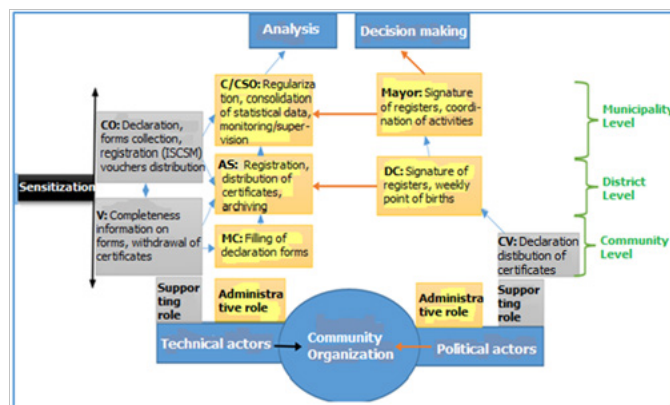 Analysis
Decision making
C/CSO: Regulariza
tion, consolidation
of statistical data,
monitoring/super-
vision
Mayor: Signature
of registers, coordi-
nation of activities
Municipality
Level
CO: Declaration,
forms collection,
registration (ISCSM)
vouchers distribution
Sensitization
AS: Registration,
distribution of
certificates,
archiving
DC: Signature of
registers, weekly
point of births
District
Level
V: Completeness
information on
forms, withdrawal of
certificates
MC: Filling of
declaration forms
CV: Declaration
distibution of
certificates
Community
Level
Suppor
ting
role
Administra
tive role
Administra
tive role
Suppor
ting
role
Technical actors
Community
Organization
Political actors